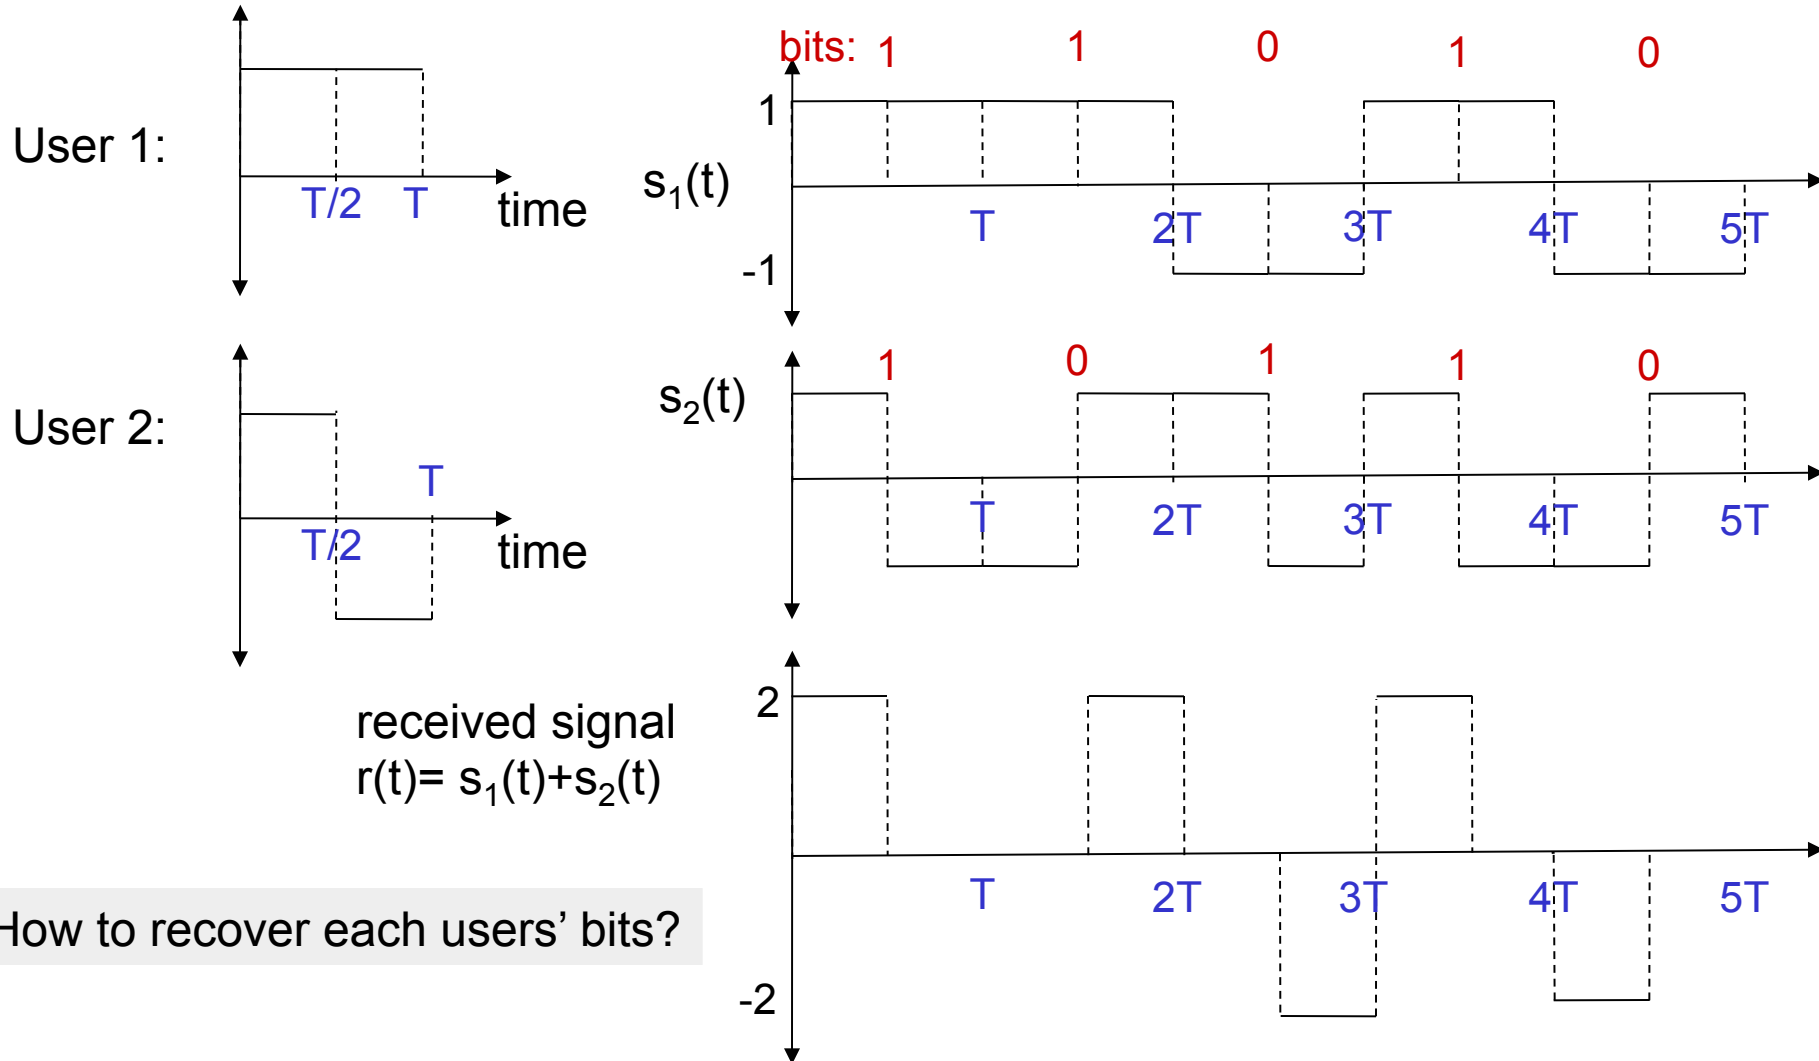 bits: 1 1 0 1 0
1
User 1:
s1(t)
T/2 T
time
T 2T 3T 4T 5T
-1
1 0 1 1 0
s2(t)
User 2:
T
T 2T 3T 4T 5T
T/2
time
2
received signal
r(t)= s1(t)+s2(t)
T 2T 3T 4T 5T
How to recover each users’ bits?
-2